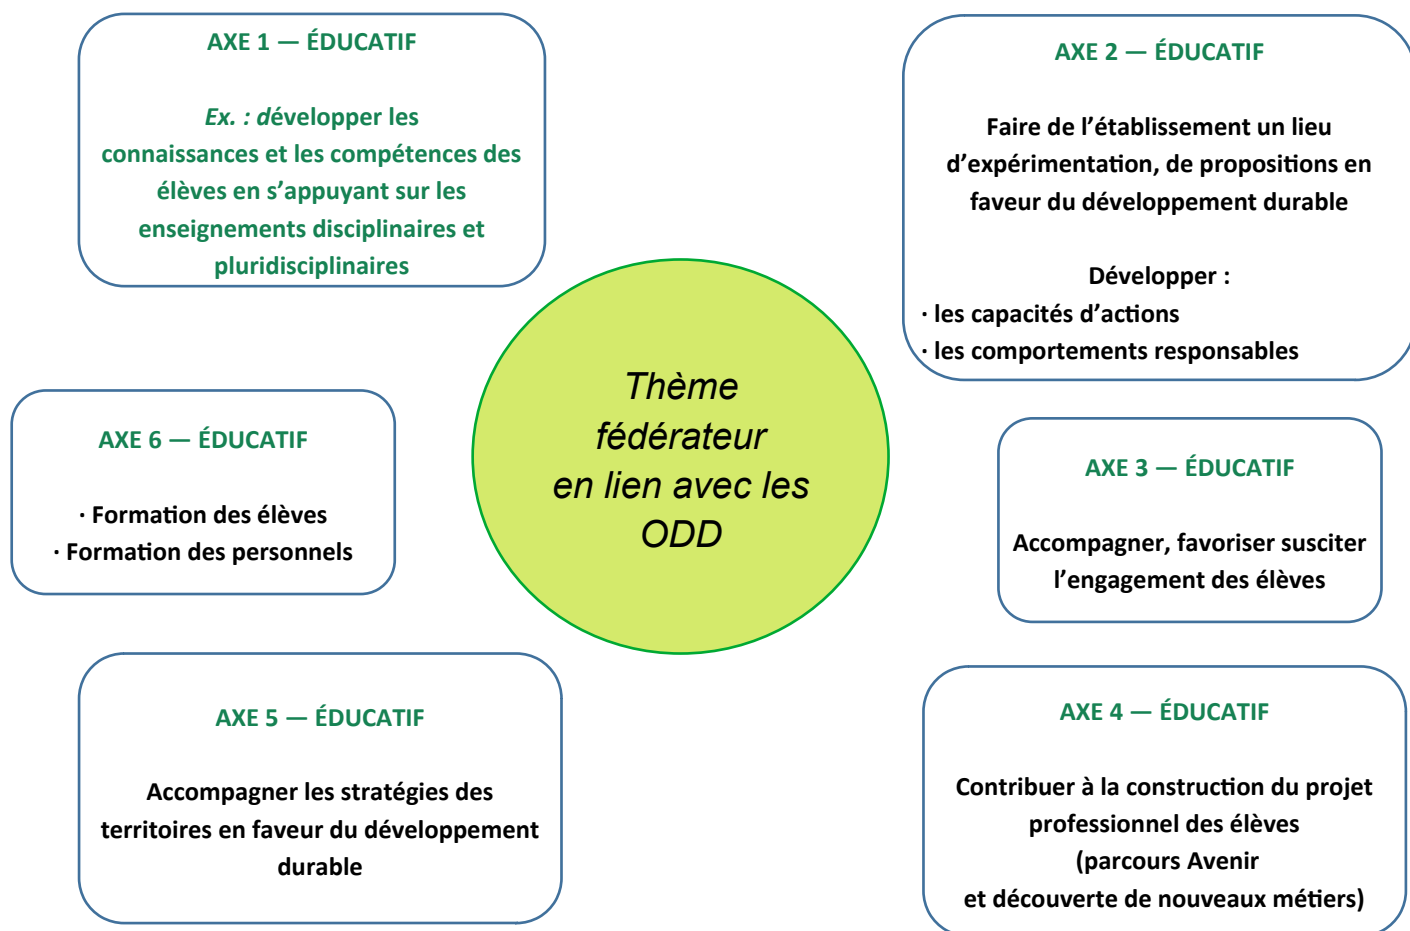 AXE 1 — ÉDUCATIF
Ex. : développer les
connaissances et les compétences des
élèves en s’appuyant sur les
enseignements disciplinaires et
pluridisciplinaires
AXE 2 — ÉDUCATIF
Faire de l’établissement un lieu
d’expérimentation, de propositions en
faveur du développement durable
Développer :
· les capacités d’actions
· les comportements responsables
Thème
fédérateur
en lien avec les
ODD
AXE 3 — ÉDUCATIF
Accompagner, favoriser susciter
l’engagement des élèves
AXE 4 — ÉDUCATIF
Contribuer à la construction du projet
professionnel des élèves
(parcours Avenir
et découverte de nouveaux métiers)
AXE 5 — ÉDUCATIF
Accompagner les stratégies des
territoires en faveur du développement
durable
AXE 6 — ÉDUCATIF
· Formation des élèves
· Formation des personnels